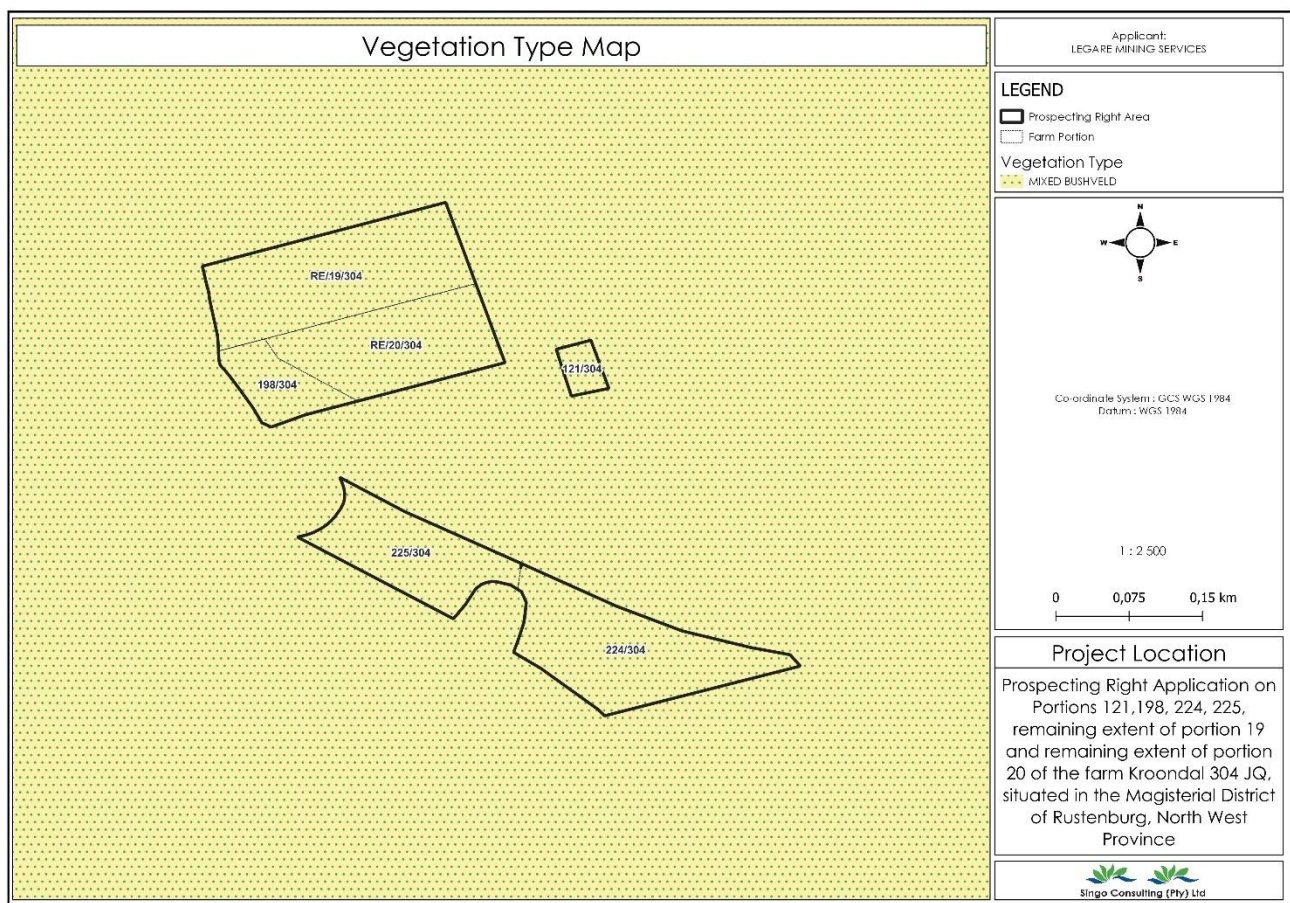 Vegetation Type Map
RE/19/304
RE/20/304
198/304
121/304
225/304
224/304
Applicant:
LEGARE MINING SERVICES
LEGEND
Prospecting Right Area
Farm Portion
Vegetation Type
MIXED BUSHVELD
N
W E
S
Co-ordinate System : GCS WGS 1984
Datum : WGS 1984
1 : 2 500
0 0,075 0,15 km
Project Location
Prospecting Right Application on
Portions 121,198, 224, 225,
remaining extent of portion 19
and remaining extent of portion
20 of the farm Kroondal 304 JQ,
situated in the Magisterial District
of Rustenburg, North West
Province
Singo Consulting (Pty) Ltd